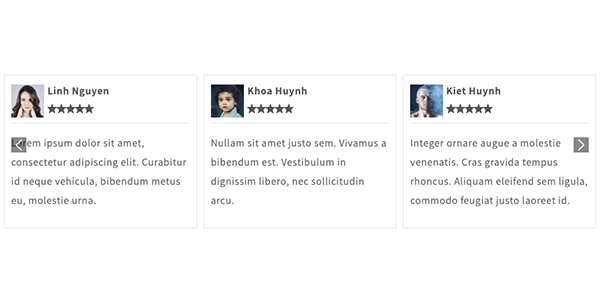 Linh Nguyen
Lorem ipsum dolor sit amet,
consectetur adipiscing elit. Curabitur
id neque vehicula, bibendum metus
eu, molestie urna.
Khoa Huynh
Nullam sit amet justo sem. Vivamus a
bibendum est. Vestibulum in
dignissim libero, nec sollicitudin
arcu.
Kiet Huynh
Integer ornare augue a molestie
venenatis. Cras gravida tempus
rhoncus. Aliquam eleifend sem ligula,
commodo feugiat justo laoreet id.